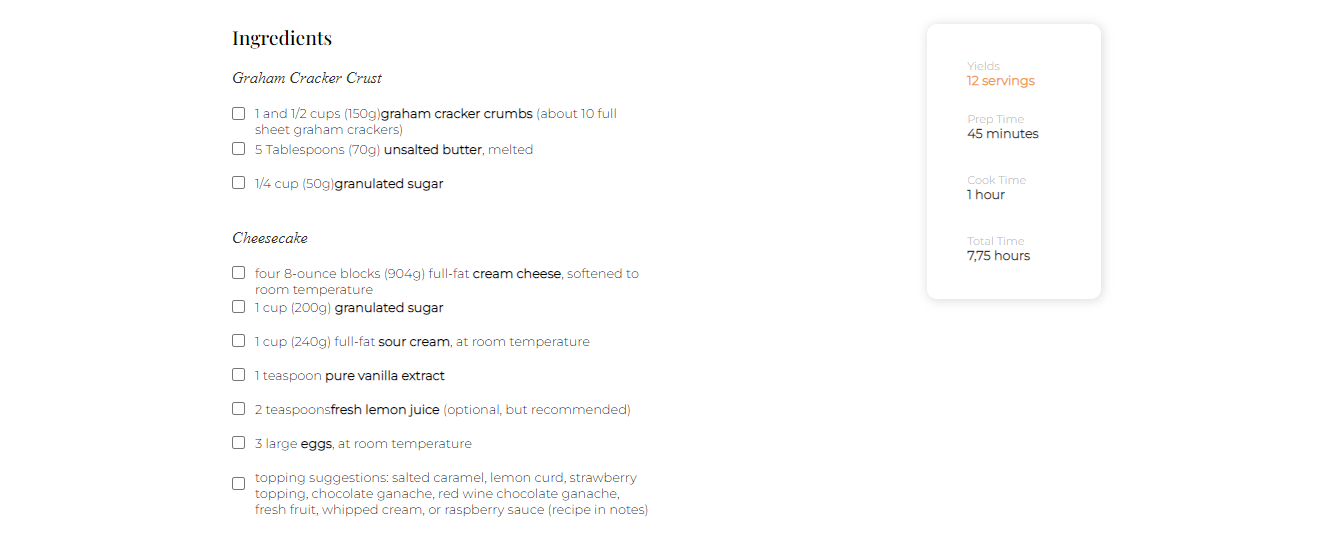 Ingredients
Graham Cracker Crust
1 and 1/2 cups (150g)graham cracker crumbs (about 10 full
sheet graham crackers)
5 Tablespoons (70g) unsalted butter, melted
1/4 cup (50g)granulated sugar
Cheesecake
four 8-ounce blocks (904g) full-fat cream cheese, softened to
room temperature
1 cup (200g) granulated sugar
1 cup (240g) full-fat sour cream, at room temperature
1 teaspoon pure vanilla extract
2 teaspoonsfresh lemon juice (optional, but recommended)
3 large eggs, at room temperature
topping suggestions: salted caramel, lemon curd, strawberry
topping, chocolate ganache, red wine chocolate ganache,
fresh fruit, whipped cream, or raspberry sauce (recipe in notes)
Yields
12 servings
Prep Time
45 minutes
Cook Time
1 hour
Total Time
7,75 hours